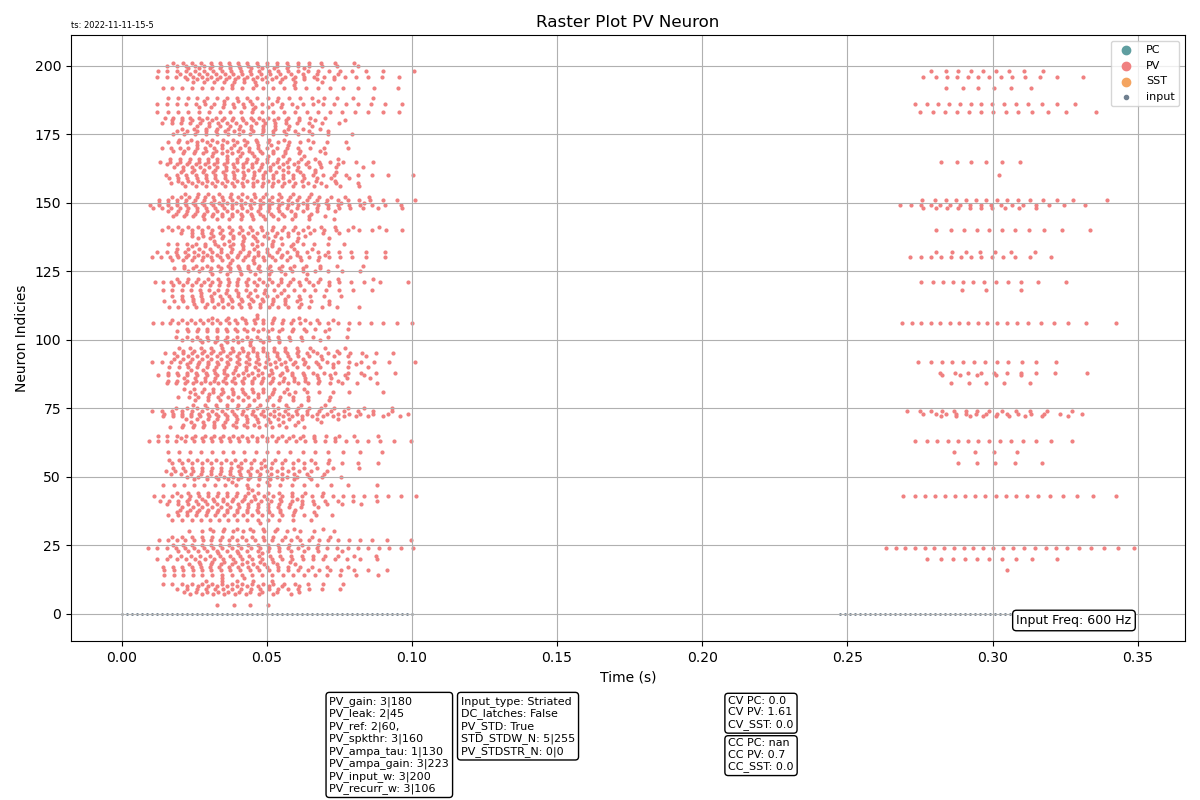 ts: 2022-11-11-15-5
Raster Plot PV Neuron
PC
PV
SST
input
Neuron Indicies
200
175
150
125
100
75
50
25
0
Input Freq: 600 Hz
0.00 0.05 0.10 0.15 0.20 0.25 0.30 0.35
Time (s)
PV_gain: 3|180
PV_leak: 2|45
PV_ref: 2|60,
PV_spkthr: 3|160
PV_ampa_tau: 1|130
PV_ampa_gain: 3|223
PV_input_w: 3|200
PV_recurr_w: 3|106
Input_type: Striated
DC_latches: False
PV_STD: True
STD_STDW_N: 5|255
PV_STDSTR_N: 0|0
CV PC: 0.0
CV PV: 1.61
CV_SST: 0.0
CC PC: nan
CC PV: 0.7
CC_SST: 0.0